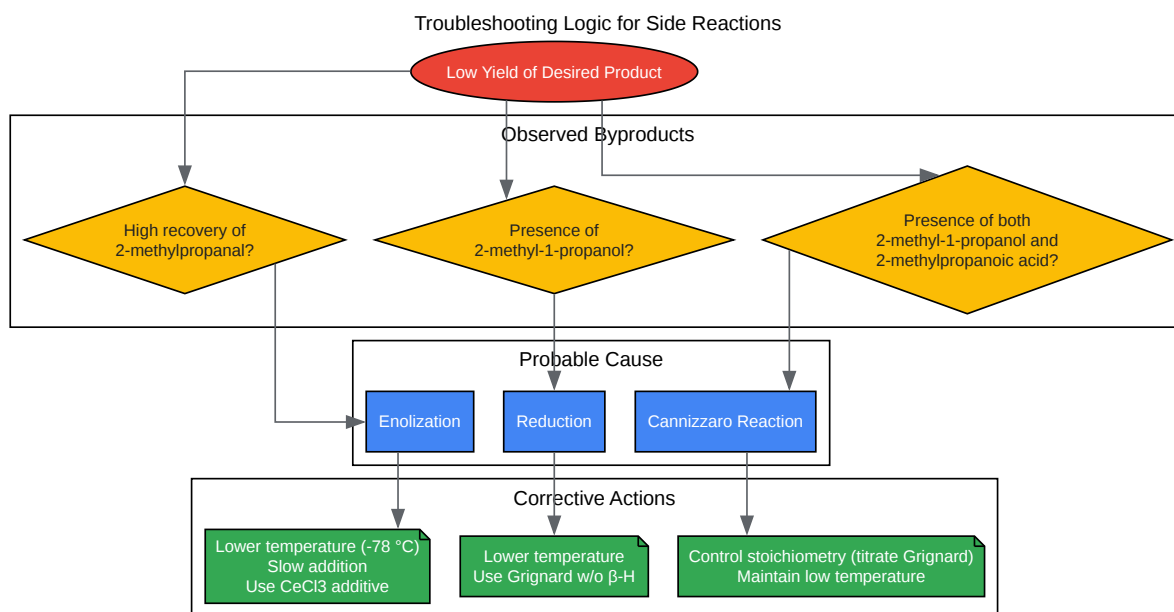 Troubleshooting Logic for Side Reactions
Low Yield of Desired Product
Observed Byproducts
High recovery of
2-methylpropanal?
Presence of
2-methyl-1-propanol?
Presence of both
2-methyl-1-propanol and
2-methylpropanoic acid?
Probable Cause
Enolization
Reduction
Cannizzaro Reaction
Corrective Actions
Lower temperature (-78 °C)
Slow addition
Use CeCl3 additive
Lower temperature
Use Grignard w/o β-H
Control stoichiometry (titrate Grignard)
Maintain low temperature